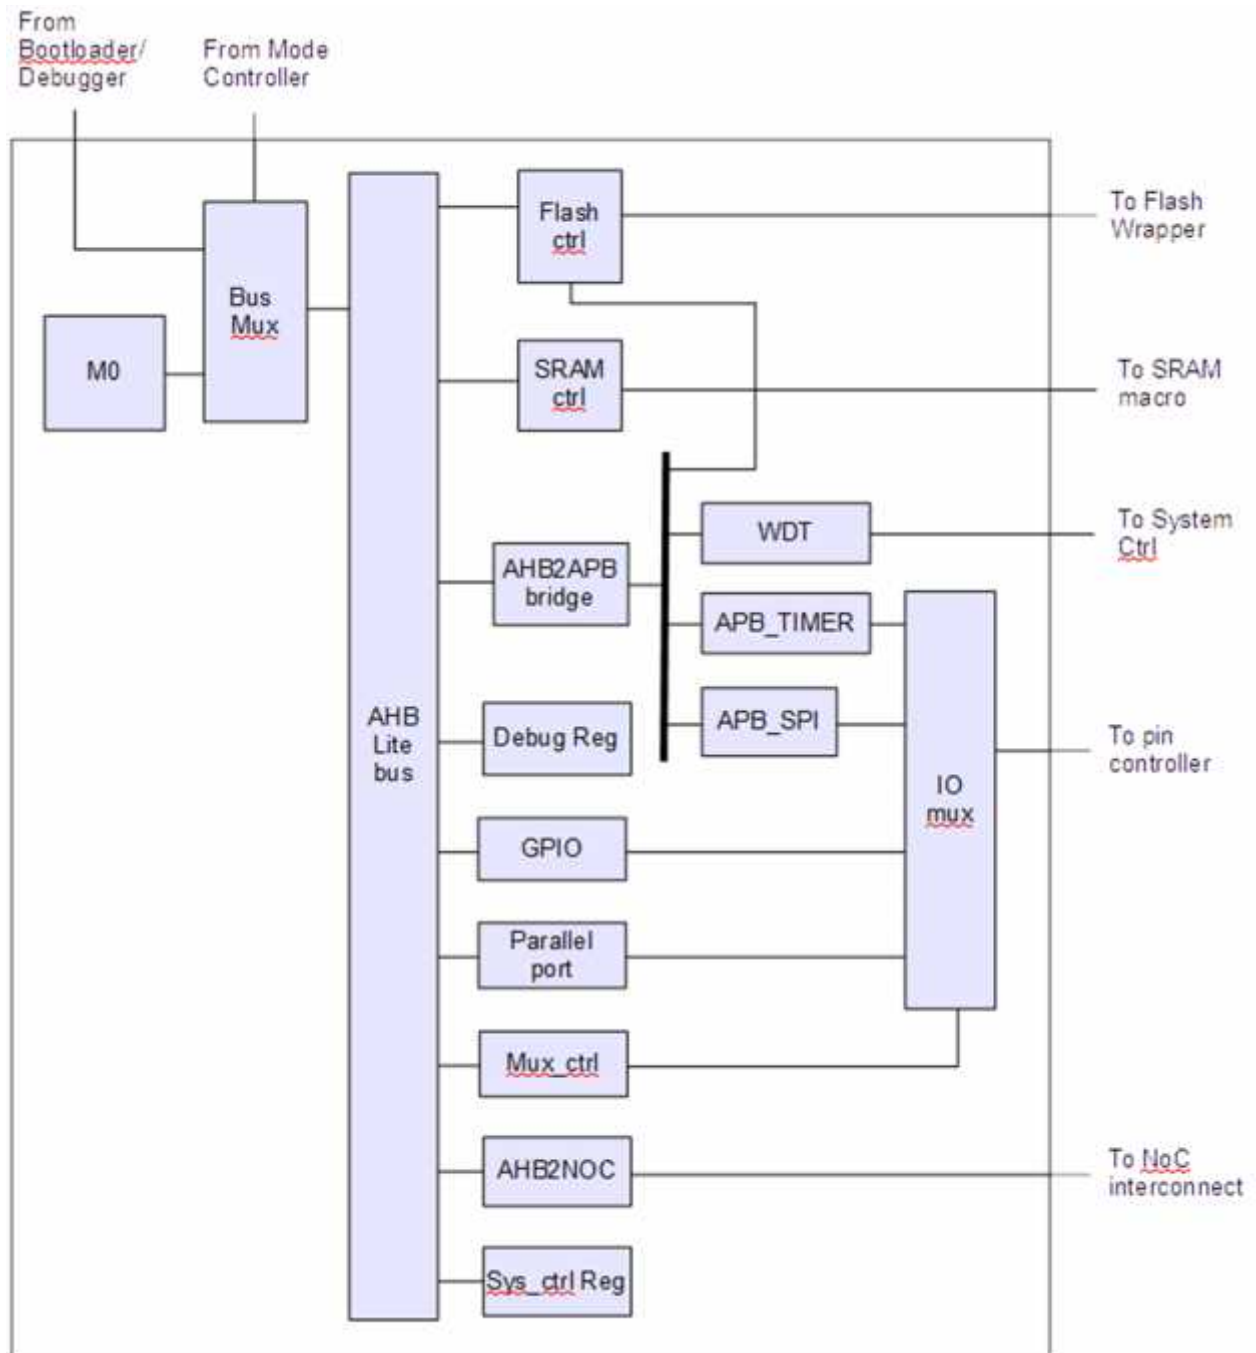 From
Bootloader/
Debugger
From Mode
Controller
Flash
ctrl
To Flash
Wrapper
Bus
Mux
M0
SRAM
ctrl
To SRAM
macro
WDT
To System
Ctrl
AHB2APB
bridge
APB_TIMER
AHB
Lite
bus
Debug Reg
APB_SPI
To pin
controller
IO
mux
GPIO
Parallel
port
Mux_ctrl
AHB2NOC
To NoC
interconnect
Sys_ctrl Reg